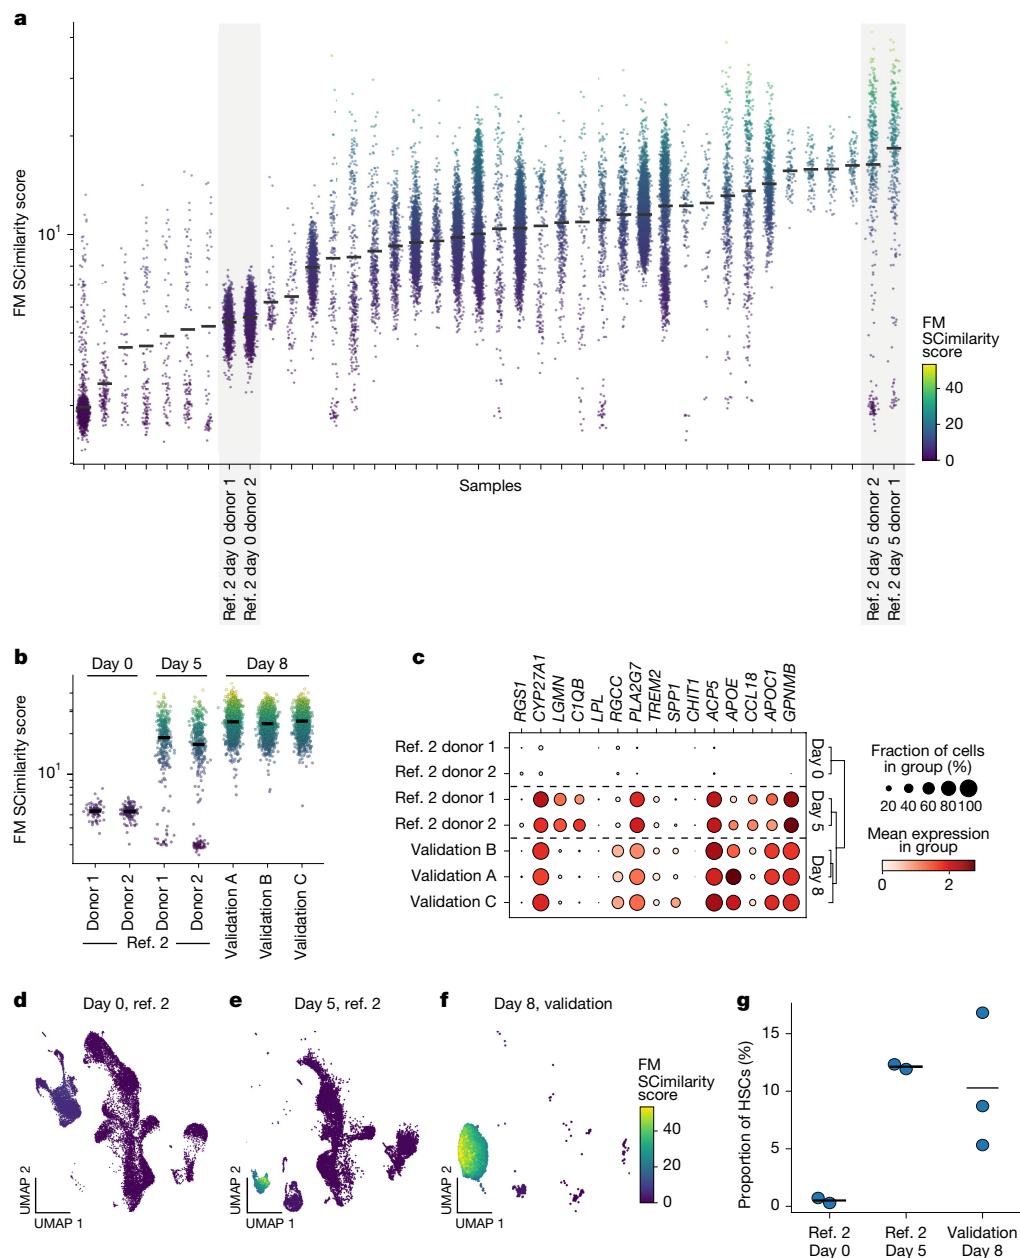 a
FM SCimilarity score
10¹
Samples
Ref. 2 day 0 donor 1
Ref. 2 day 0 donor 2
Ref. 2 day 5 donor 2
Ref. 2 day 5 donor 1
FM
SCimilarity
score
40
20
0
b
Day 0
Day 5
Day 8
FM SCimilarity score
10¹
Donor 1
Donor 2
Donor 1
Donor 2
Validation A
Validation B
Validation C
Ref. 2
c
RGS1
CYP27A1
LGMN
C1QB
LPL
RGCC
PLA2G7
TREM2
SPP1
CHIT1
ACP5
APOE
CCL18
APOC1
GPNMB
Ref. 2 donor 1
Ref. 2 donor 2
Ref. 2 donor 1
Ref. 2 donor 2
Validation B
Validation A
Validation C
Day 0
Day 5
Day 8
Fraction of cells
in group (%)
20 40 60 80 100
Mean expression
in group
0 2
d
Day 0, ref. 2
UMAP 2
UMAP 1
e
Day 5, ref. 2
UMAP 2
UMAP 1
f
Day 8, validation
UMAP 2
UMAP 1
FM
SCimilarity
score
40
20
0
g
Proportion of HSCs (%)
15
10
5
0
Ref. 2
Day 0
Ref. 2
Day 5
Validation
Day 8